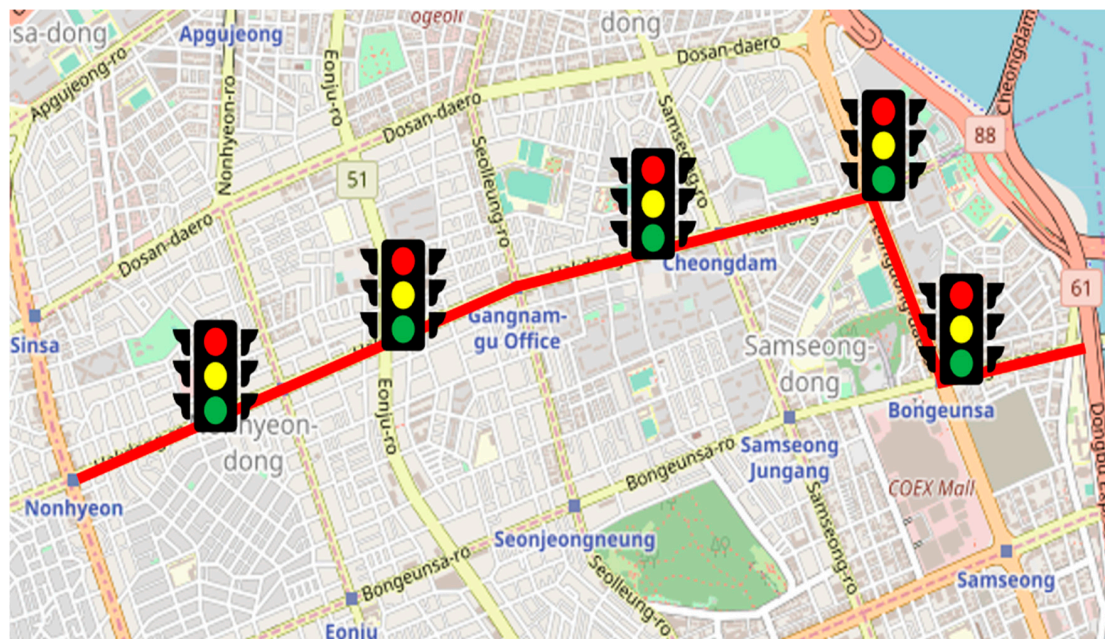 ogeoli
dong
sa-dong
Apgujeong
Apgujeong-ro
Nonhyeon-ro
Eonju-ro
Dosan-daero
Dosan-daero
Dosan-daero
Cheongdam
88
51
Seolleung-ro
61
Sinsa
Cheongdam
Gangnam-
gu Office
Samseong-
dong
Eonju-ro
Bongeunsa
dong
Nonhyeon
Samseong
Jungang
Bongeunsa-ro
COEX Mall
Seonjeongneung
Samseong-ro
Bongeunsa-ro
Seolleung-ro
Samseong
Eonju